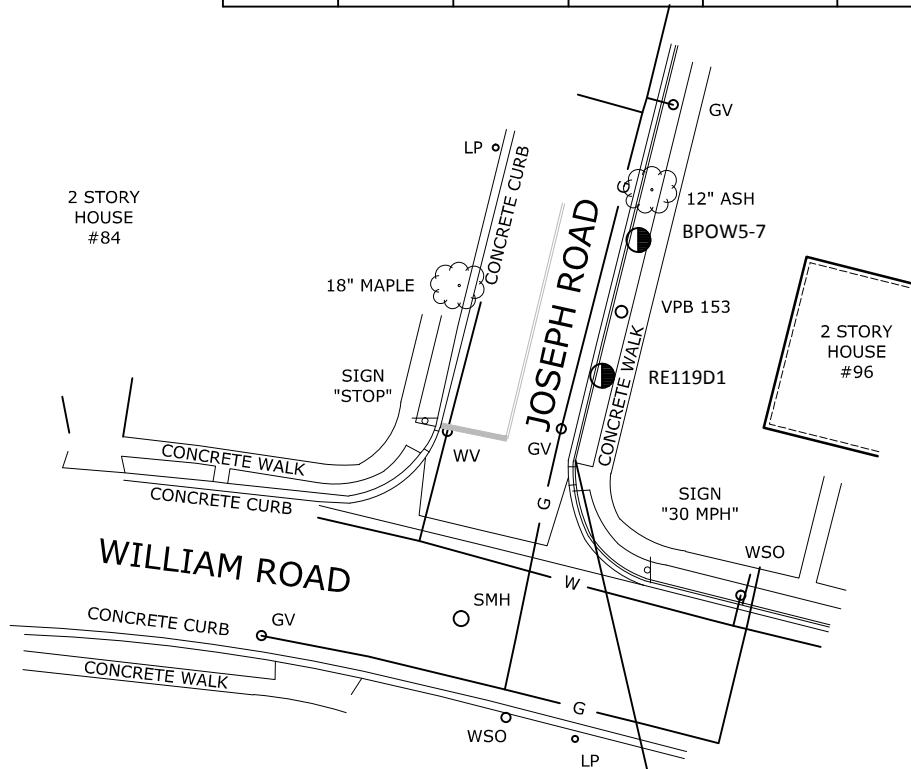 GV
LP
CONCRETE CURB
G
12" ASH
2 STORY
HOUSE
#84
JOSEPH ROAD
BPOW5-7
18" MAPLE
VPB 153
2 STORY
HOUSE
#96
SIGN
"STOP"
CONCRETE WALK
RE119D1
WV
GV
CONCRETE WALK
CONCRETE CURB
G
SIGN
"30 MPH"
WILLIAM ROAD
WSO
W
SMH
CONCRETE CURB
GV
CONCRETE WALK
G
WSO
LP